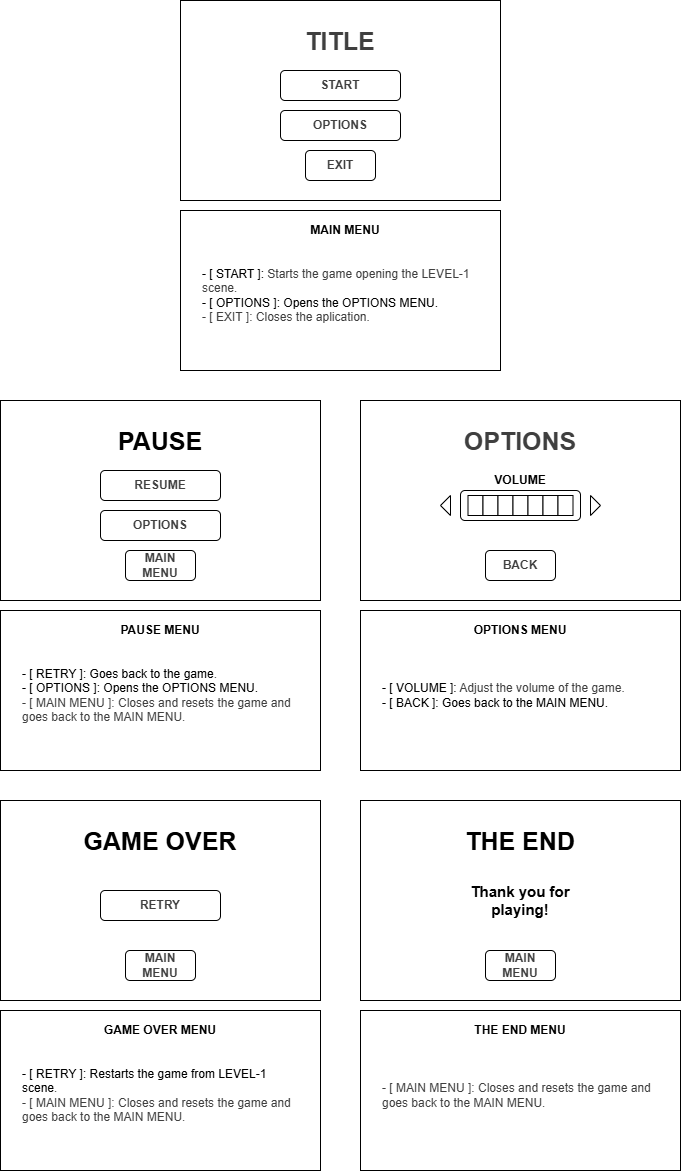 TITLE
START
OPTIONS
EXIT
MAIN MENU
- [ START ]: Starts the game opening the LEVEL-1
scene.
- [ OPTIONS ]: Opens the OPTIONS MENU.
- [ EXIT ]: Closes the aplication.
PAUSE
RESUME
OPTIONS
MAIN
MENU
PAUSE MENU
- [ RETRY ]: Goes back to the game.
- [ OPTIONS ]: Opens the OPTIONS MENU.
- [ MAIN MENU ]: Closes and resets the game and
goes back to the MAIN MENU.
OPTIONS
VOLUME
BACK
OPTIONS MENU
- [ VOLUME ]: Adjust the volume of the game.
- [ BACK ]: Goes back to the MAIN MENU.
GAME OVER
RETRY
MAIN
MENU
GAME OVER MENU
- [ RETRY ]: Restarts the game from LEVEL-1
scene.
- [ MAIN MENU ]: Closes and resets the game and
goes back to the MAIN MENU.
THE END
Thank you for
playing!
MAIN
MENU
THE END MENU
- [ MAIN MENU ]: Closes and resets the game and
goes back to the MAIN MENU.